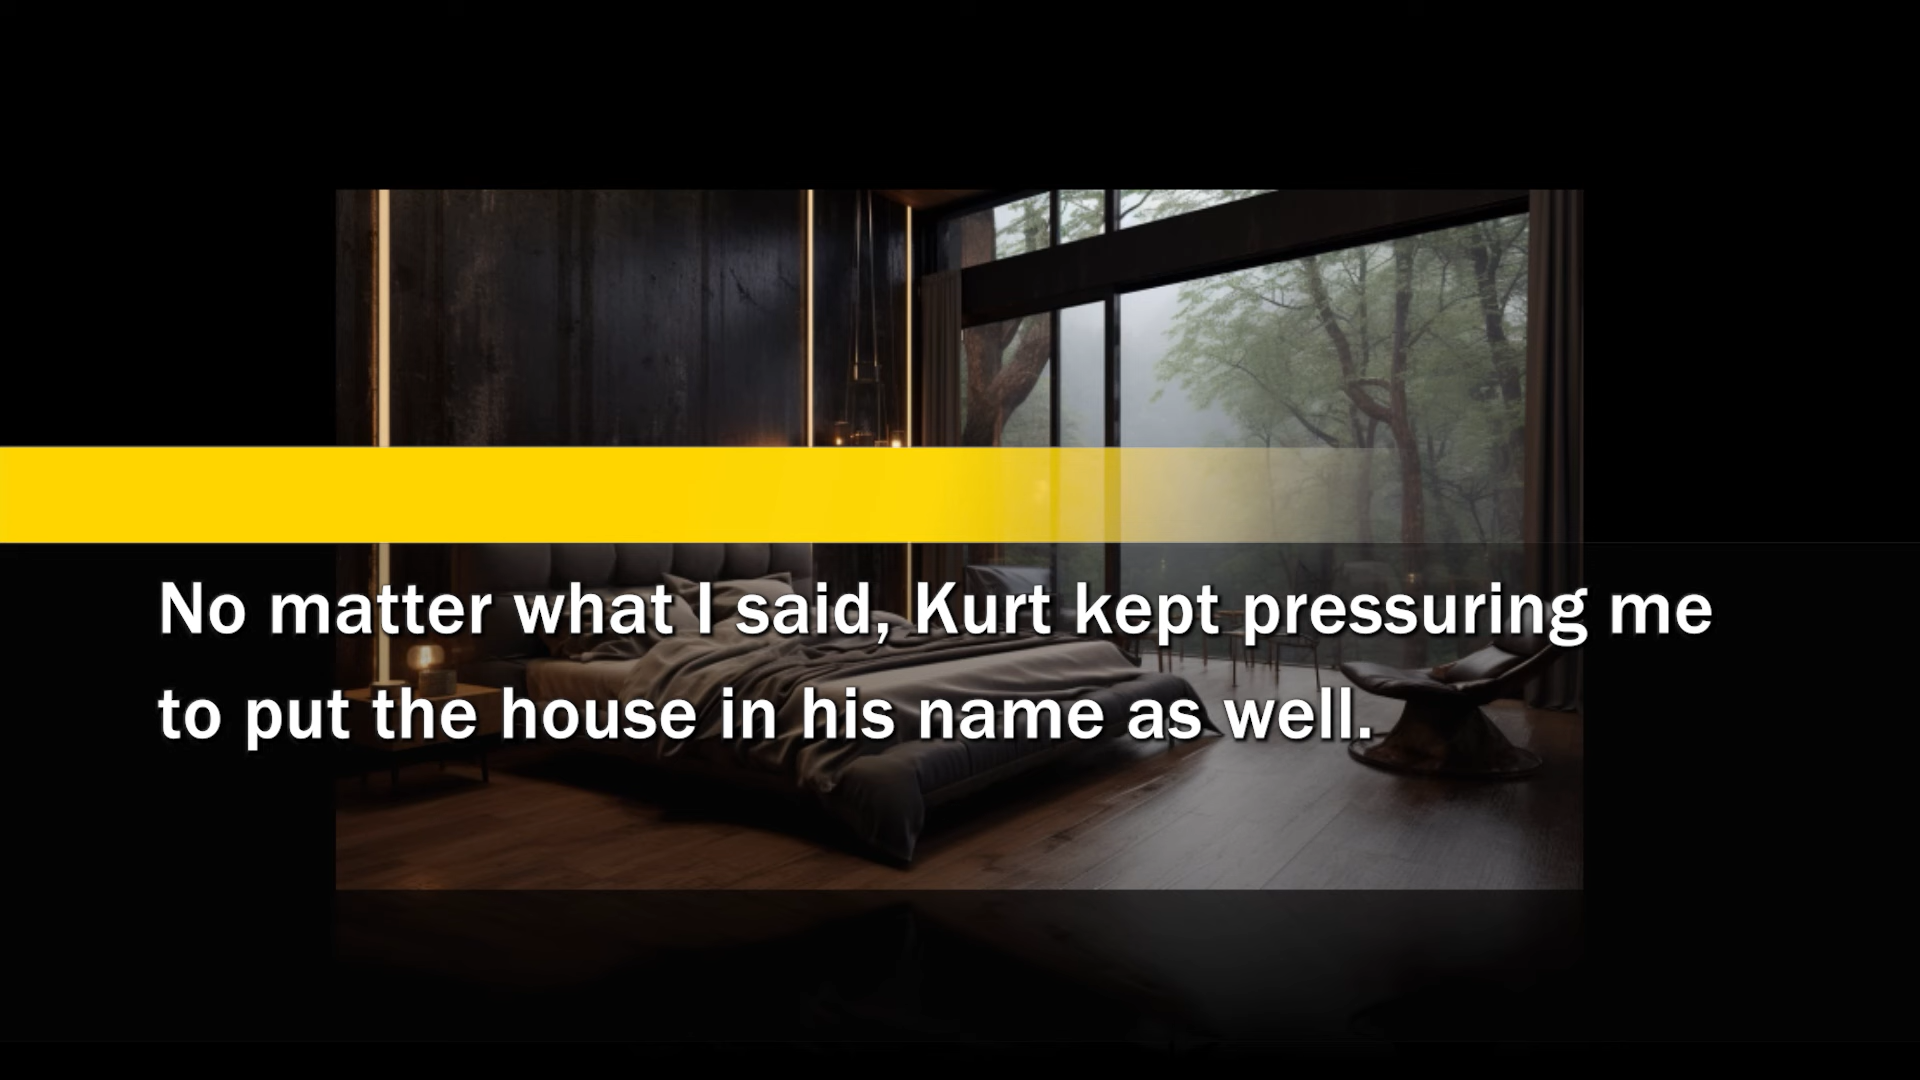 No matter what I said, Kurt kept pressuring me
to put the house in his name as well.